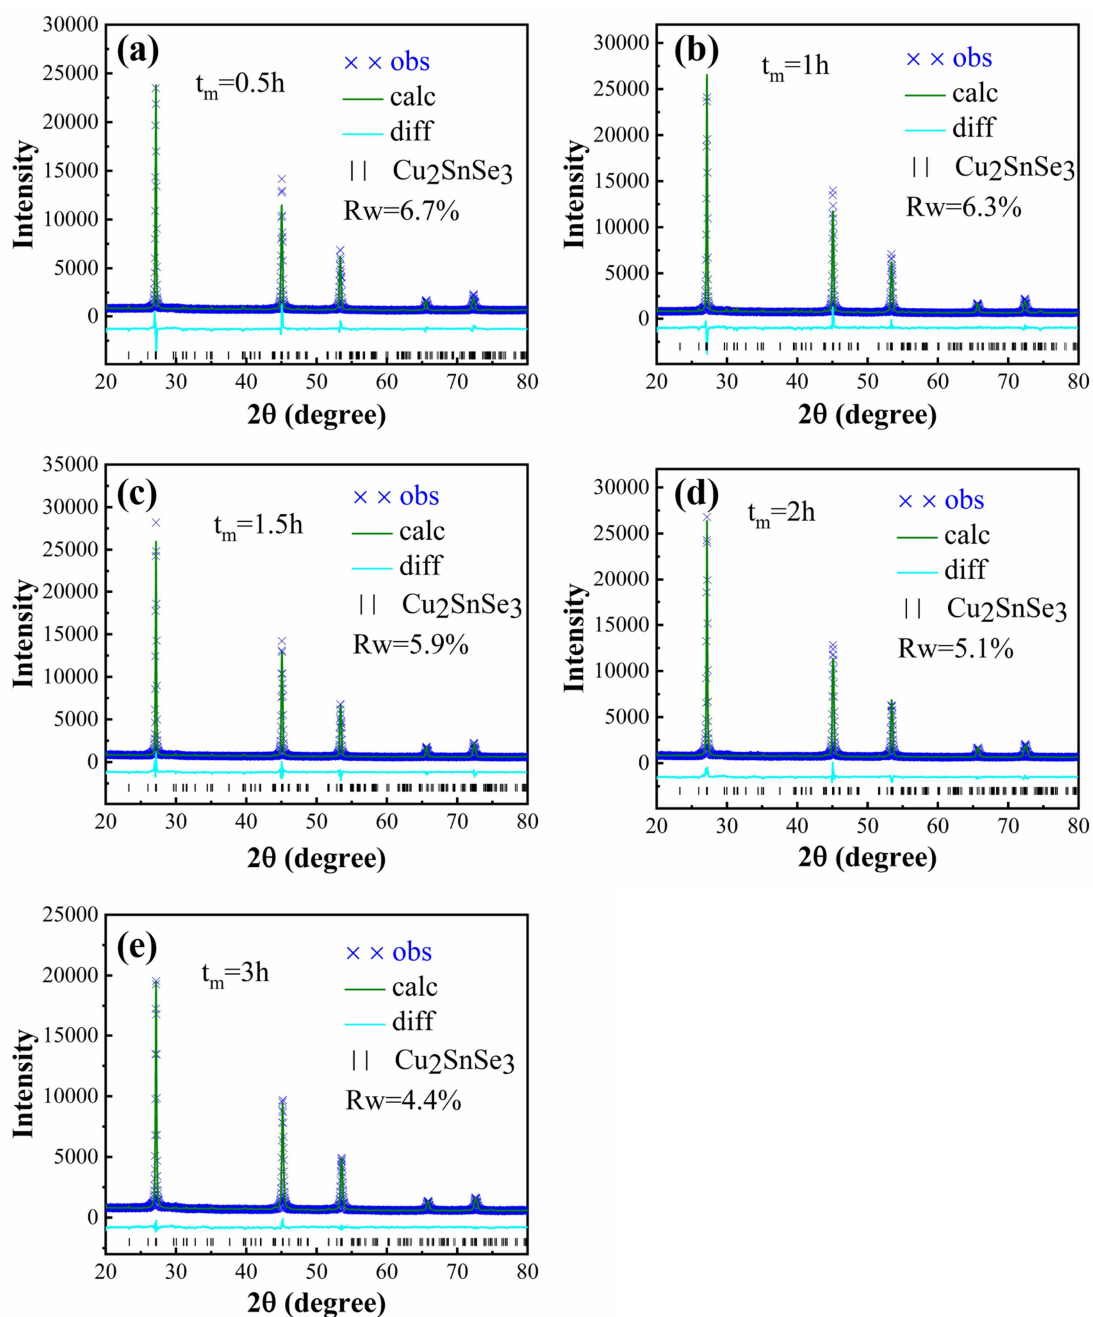 (a)
tₘ=0.5h
× × obs
calc
diff
|| Cu₂SnSe₃
Rw=6.7%
Intensity
30000
25000
20000
15000
10000
5000
0
20 30 40 50 60 70 80
2θ (degree)
(b)
tₘ=1h
× × obs
calc
diff
|| Cu₂SnSe₃
Rw=6.3%
Intensity
30000
25000
20000
15000
10000
5000
0
20 30 40 50 60 70 80
2θ (degree)
(c)
tₘ=1.5h
× × obs
calc
diff
|| Cu₂SnSe₃
Rw=5.9%
Intensity
35000
30000
25000
20000
15000
10000
5000
0
20 30 40 50 60 70 80
2θ (degree)
(d)
tₘ=2h
× × obs
calc
diff
|| Cu₂SnSe₃
Rw=5.1%
Intensity
30000
25000
20000
15000
10000
5000
0
20 30 40 50 60 70 80
2θ (degree)
(e)
tₘ=3h
× × obs
calc
diff
|| Cu₂SnSe₃
Rw=4.4%
Intensity
25000
20000
15000
10000
5000
0
20 30 40 50 60 70 80
2θ (degree)